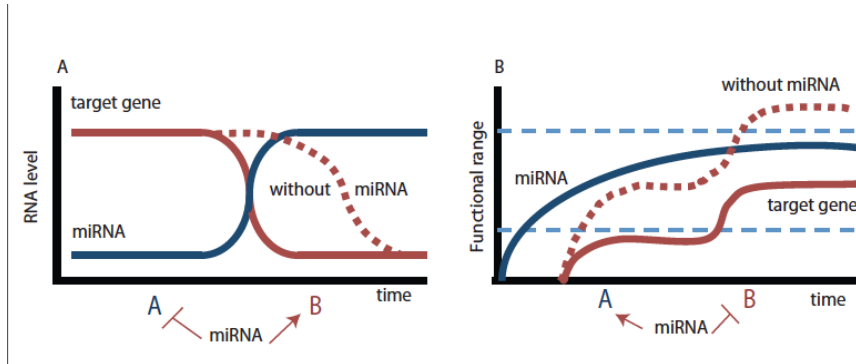 A
target gene
RNA level
without miRNA
miRNA
time
A B
miRNA
B
without miRNA
Functional range
miRNA
target gene
A B time
miRNA